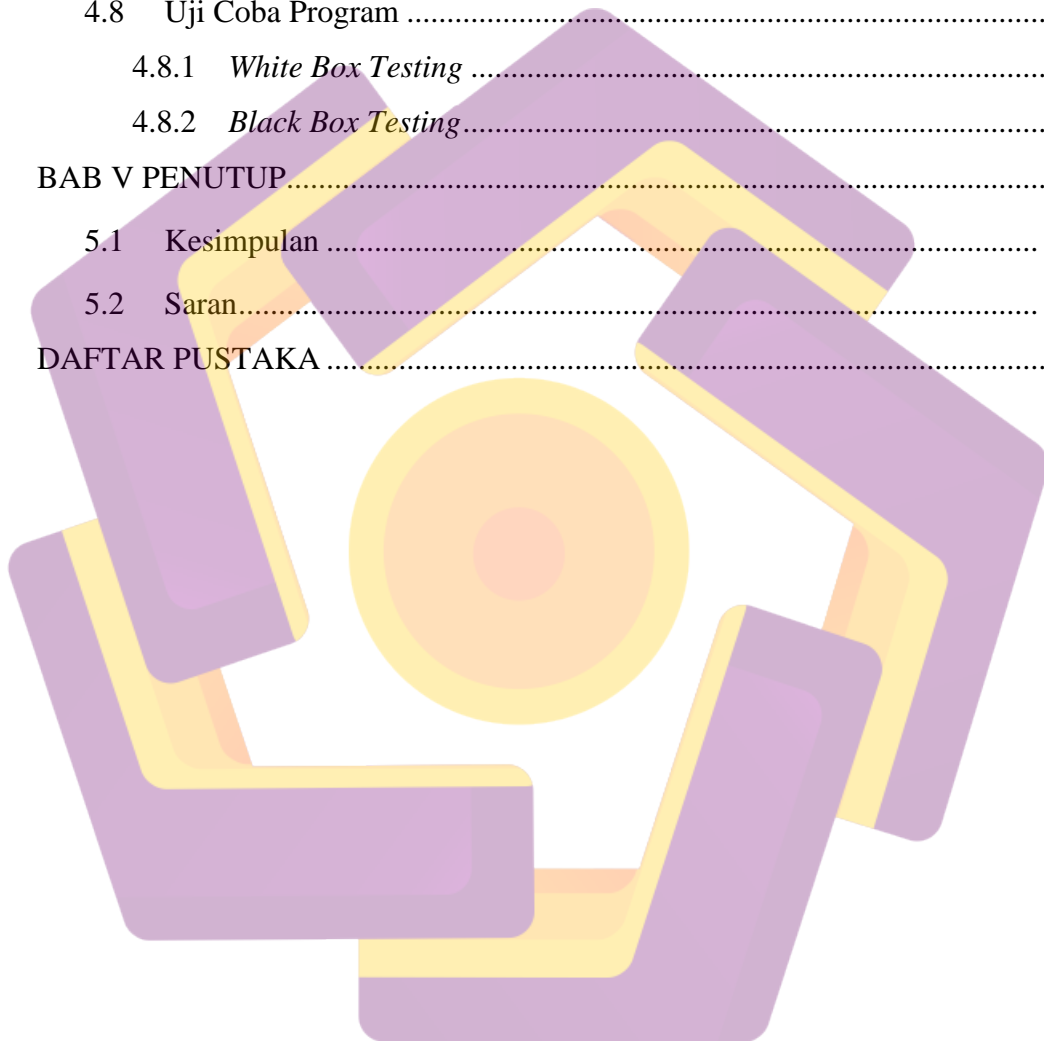 4.8 Uji Coba Program ........................................................................................
4.8.1 White Box Testing ................................................................................
4.8.2 Black Box Testing.................................................................................
BAB V PENUTUP.....................................................................................................
5.1 Kesimpulan .................................................................................................
5.2 Saran...........................................................................................................
DAFTAR PUSTAKA ................................................................................................